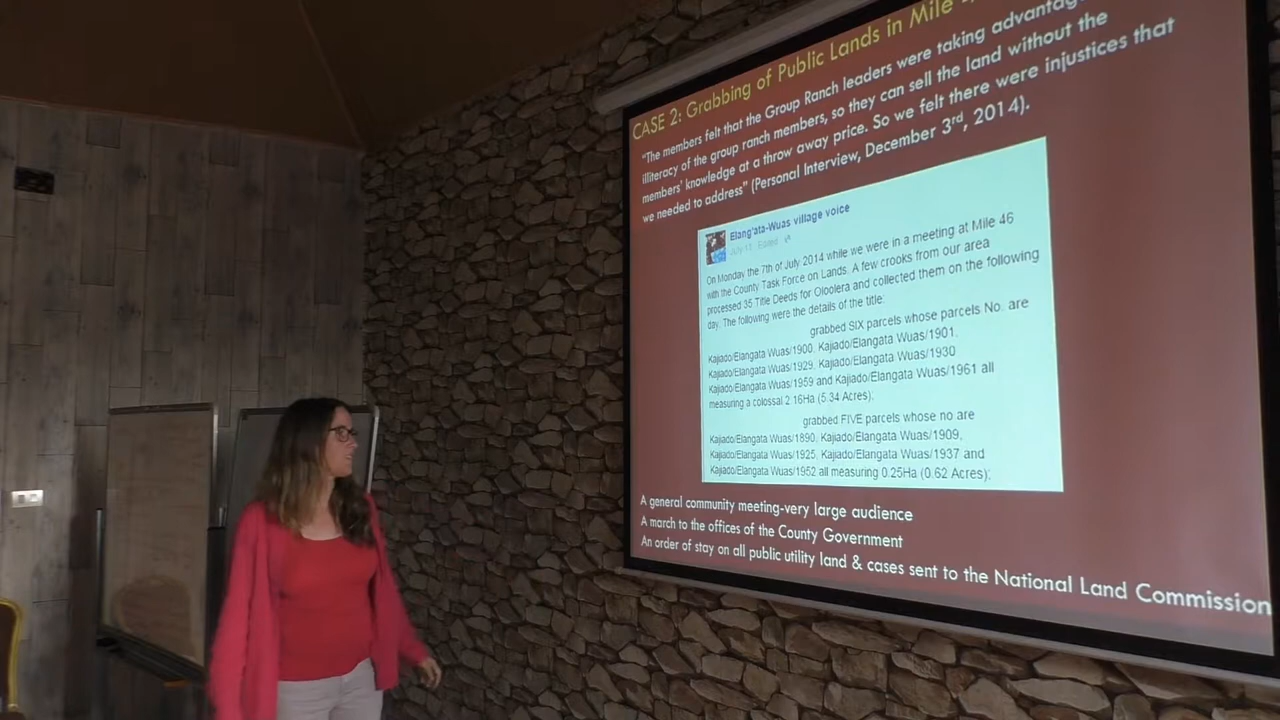 CASE 2: Grabbing of Public Lands in Mile
"The members felt that the Group Ranch leaders were taking advantage
illiteracy of the group ranch members, so they can sell the land without the
members' knowledge at a throw away price. So we felt there were injustices that
we needed to address" (Personal Interview, December 3rd, 2014).
Elang'ata-Wuas village voice
July 17 · Edited
On Monday the 7th of July 2014 while we were in a meeting at Mile 46
with the County Task Force on Lands. A few crooks from our area
processed 35 Title Deeds for Oloolera and collected them on the following
day. The following were the details of the title:
grabbed SIX parcels whose parcels No. are
Kajiado/Elangata Wuas/1900, Kajiado/Elangata Wuas/1901,
Kajiado/Elangata Wuas/1929, Kajiado/Elangata Wuas/1930
Kajiado/Elangata Wuas/1959 and Kajiado/Elangata Wuas/1961 all
measuring a colossal 2.16Ha (5.34 Acres);
grabbed FIVE parcels whose no are
Kajiado/Elangata Wuas/1890, Kajiado/Elangata Wuas/1909,
Kajiado/Elangata Wuas/1925, Kajiado/Elangata Wuas/1937 and
Kajiado/Elangata Wuas/1952 all measuring 0.25Ha (0.62 Acres);
A general community meeting-very large audience
A march to the offices of the County Government
An order of stay on all public utility land & cases sent to the National Land Commission